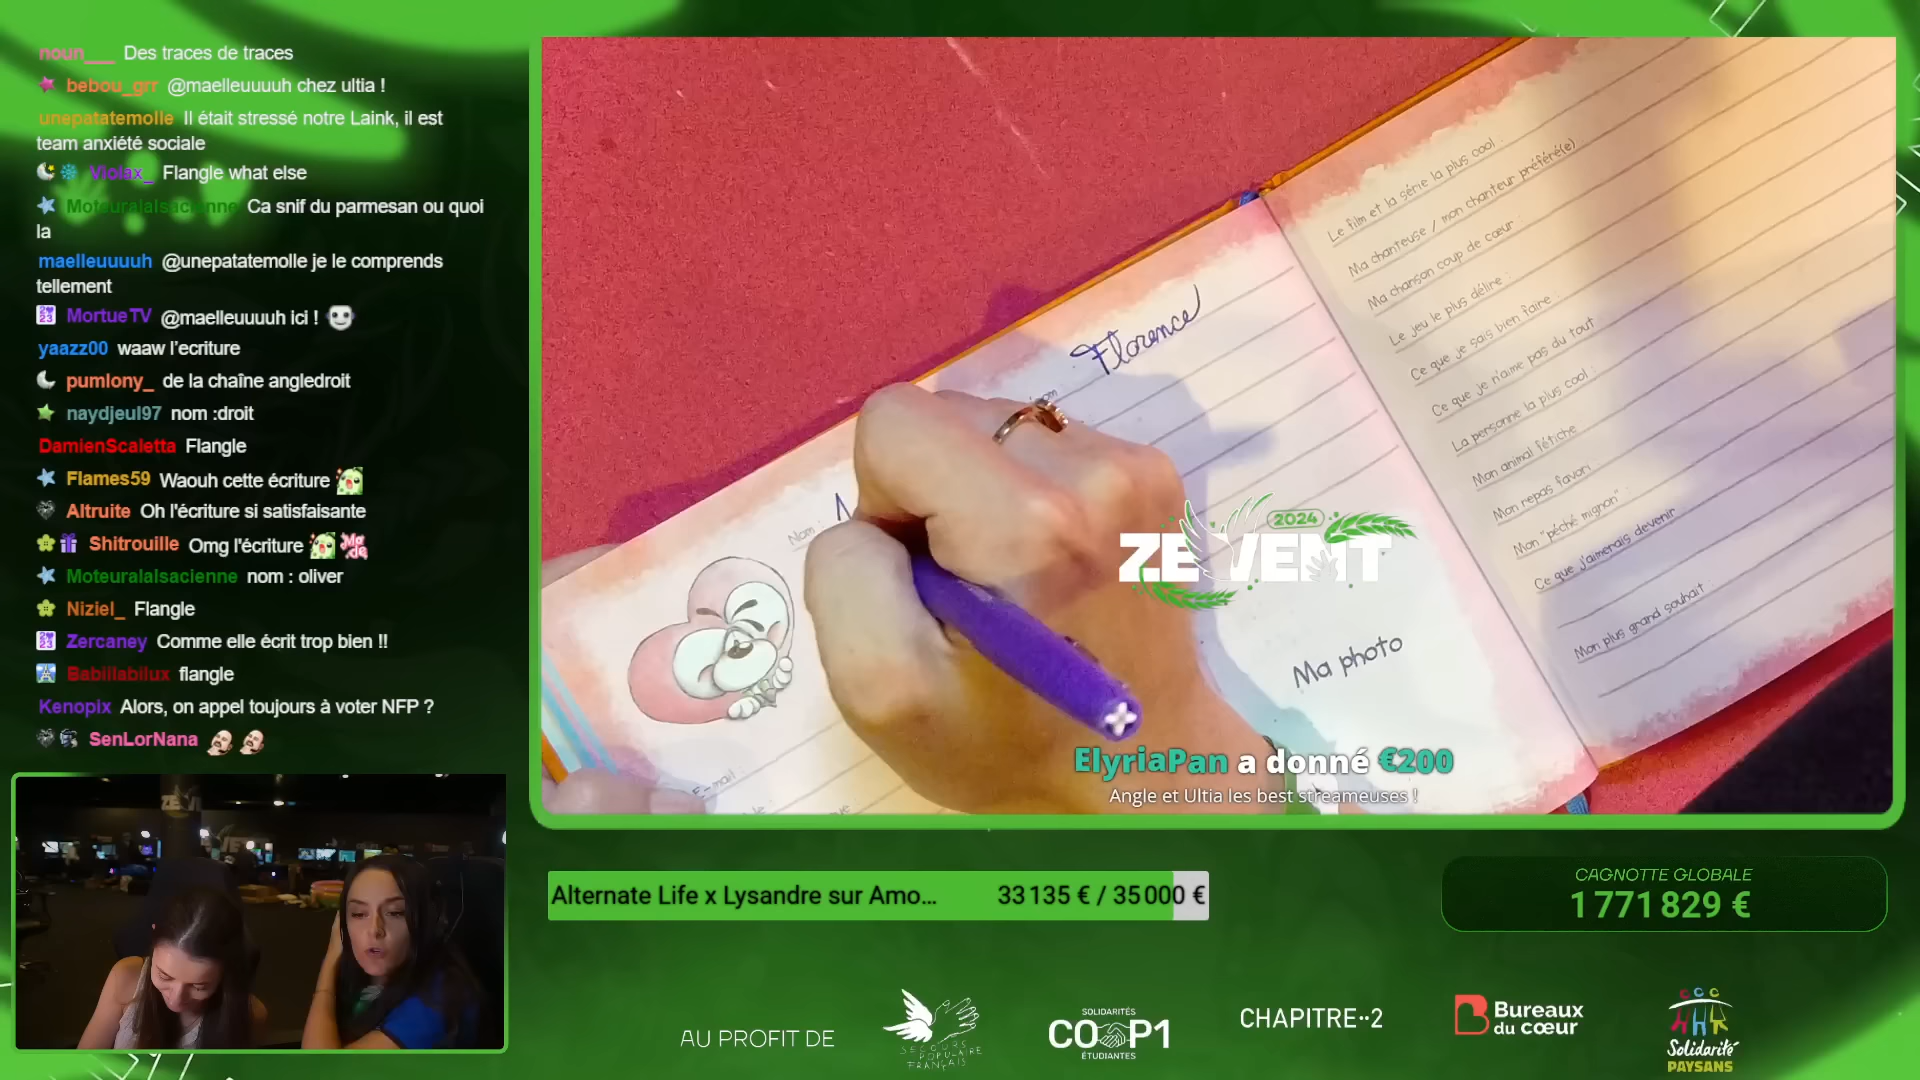 noun___ Des traces de traces
bebou_grr @maelleuuuuh chez ultia !
unepatatemolle Il était stressé notre Laink, il est
team anxiété sociale
Violax_ Flangle what else
Moteuralalsacienne Ca snif du parmesan ou quoi
la
maelleuuuuh @unepatatemolle je le comprends
tellement
MortueTV @maelleuuuuh ici !
yaazz00 waaw l'ecriture
pumlony_ de la chaîne angledroit
naydjeul97 nom :droit
DamienScaletta Flangle
Flames59 Waouh cette écriture
Altruite Oh l'écriture si satisfaisante
Shitrouille Omg l'écriture
Moteuralalsacienne nom : oliver
Niziel_ Flangle
Zercaney Comme elle écrit trop bien !!
Babillabilux flangle
Kenopix Alors, on appel toujours à voter NFP ?
SenLorNana
Florence
Nom :
E-mail :
Ma photo
Le film et la série la plus cool :
Ma chanteuse / mon chanteur préféré(e) :
Ma chanson coup de cœur :
Le jeu le plus délire :
Ce que je sais bien faire :
Ce que je n'aime pas du tout :
La personne la plus cool :
Mon animal fétiche :
Mon repas favori :
Mon "péché mignon" :
Ce que j'aimerais devenir :
Mon plus grand souhait :
2024
ZEVENT
ElyriaPan a donné €200
Angle et Ultia les best streameuses !
Alternate Life x Lysandre sur Amo... 33 135 € / 35 000 €
CAGNOTTE GLOBALE
1 771 829 €
AU PROFIT DE
SECOURS
POPULAIRE
FRANÇAIS
SOLIDARITÉS
COP1
ÉTUDIANTES
CHAPITRE··2
Bureaux
du cœur
Solidarité
PAYSANS